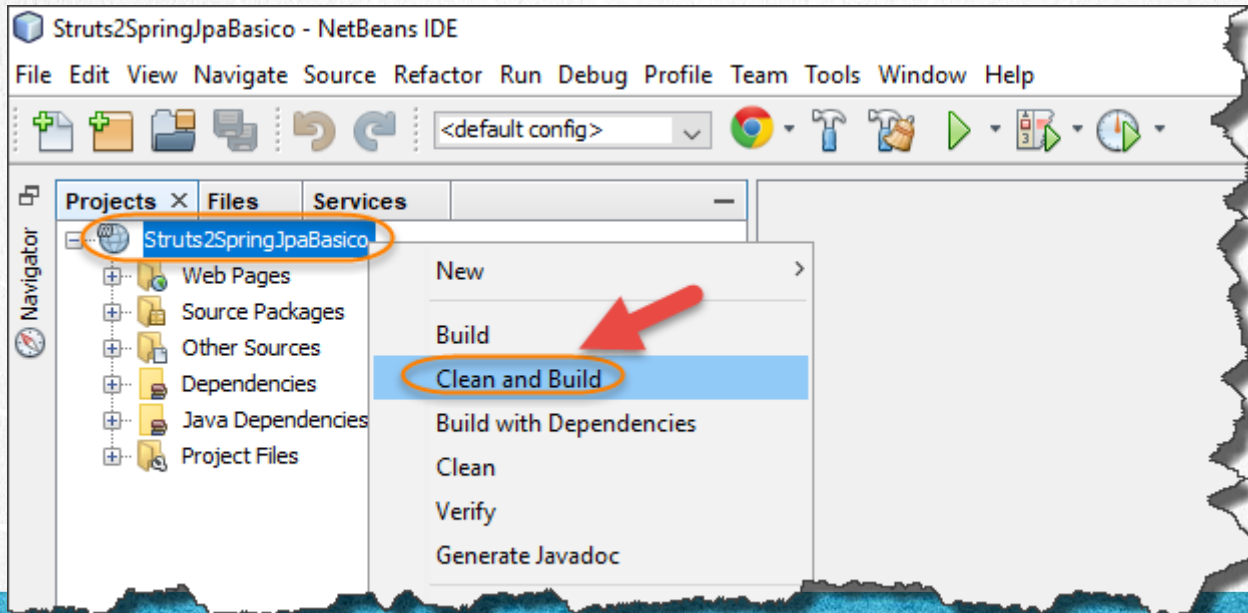 Struts2SpringJpaBasico - NetBeans IDE
File Edit View Navigate Source Refactor Run Debug Profile Team Tools Window Help
<default config>
Projects Files Services
Navigator
Struts2SpringJpaBasico
Web Pages
Source Packages
Other Sources
Dependencies
Java Dependencies
Project Files
New
Build
Clean and Build
Build with Dependencies
Clean
Verify
Generate Javadoc